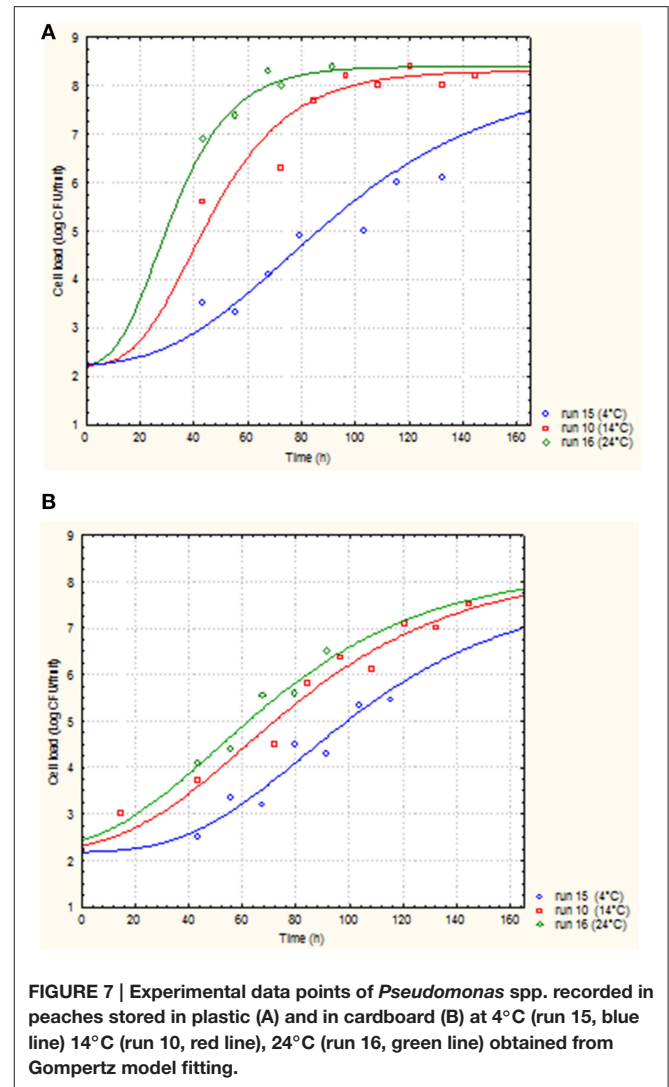 A
9
8
7
6
5
4
3
2
1
Cell load (Log CFU/fruit)
0 20 40 60 80 100 120 140 160
Time (h)
run 15 (4°C)
run 10 (14°C)
run 16 (24°C)
B
9
8
7
6
5
4
3
2
1
Cell load (Log CFU/fruit)
0 20 40 60 80 100 120 140 160
Time (h)
run 15 (4°C)
run 10 (14°C)
run 16 (24°C)
FIGURE 7 | Experimental data points of Pseudomonas spp. recorded in
peaches stored in plastic (A) and in cardboard (B) at 4°C (run 15, blue
line) 14°C (run 10, red line), 24°C (run 16, green line) obtained from
Gompertz model fitting.